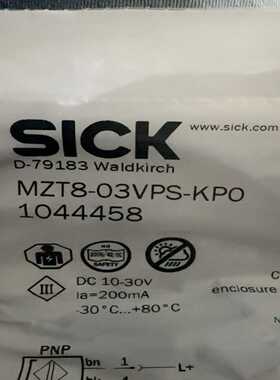 SICK
www.sick.com
D-79183 Waldkirch
MZT8-03VPS-KP0
1044458
III
DC 10-30V
Ia=200mA
-30°C...+80°C
C
enclosure
PNP
bn 1 L+